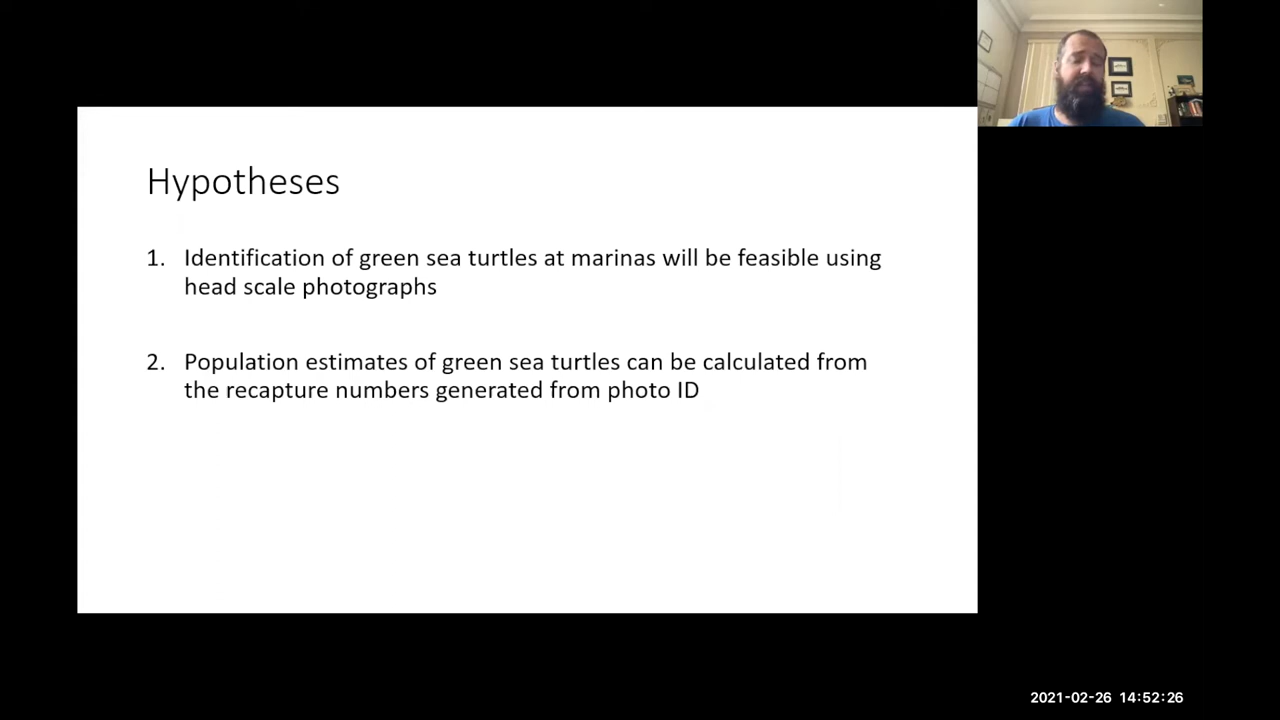 Hypotheses
1. Identification of green sea turtles at marinas will be feasible using
head scale photographs
2. Population estimates of green sea turtles can be calculated from
the recapture numbers generated from photo ID
2021-02-26 14:52:26